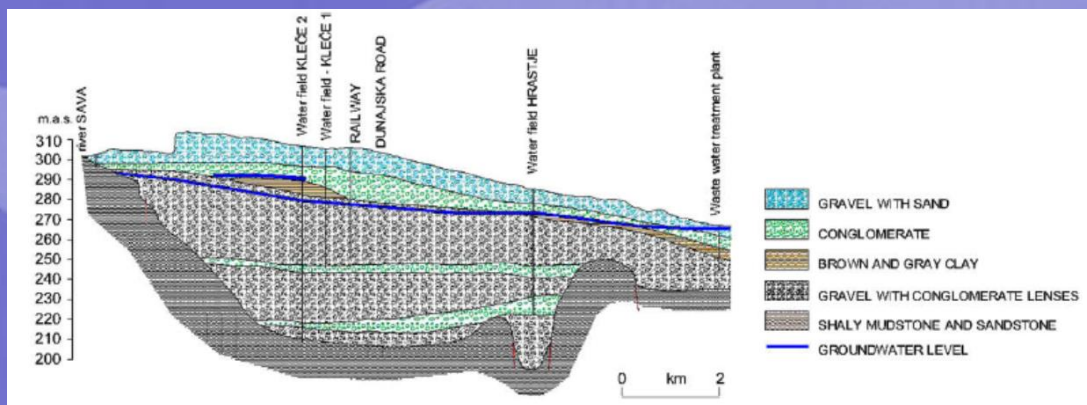 m.a.s.
310
300
290
280
270
260
250
240
230
220
210
200
river SAVA
Water field KLEČE 2
Water field - KLEČE 1
RAILWAY
DUNAJSKA ROAD
Water field HRASTJE
Waste water treatment plant
GRAVEL WITH SAND
CONGLOMERATE
BROWN AND GRAY CLAY
GRAVEL WITH CONGLOMERATE LENSES
SHALY MUDSTONE AND SANDSTONE
GROUNDWATER LEVEL
0 km 2